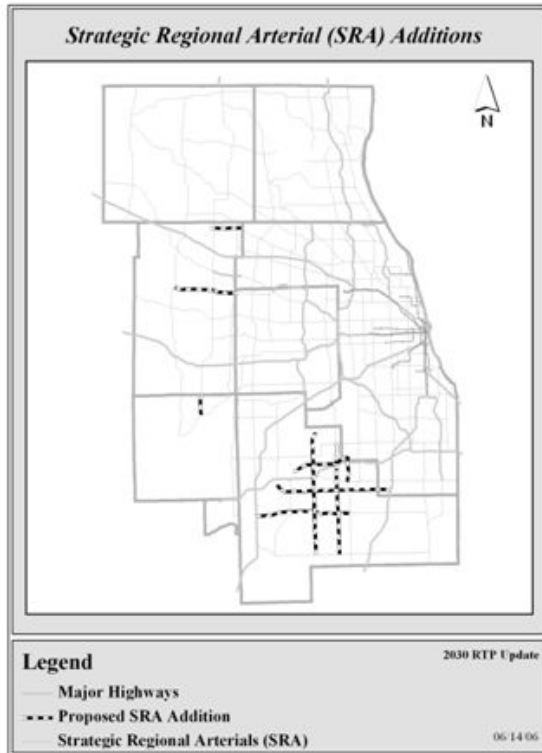 Strategic Regional Arterial (SRA) Additions
N
Legend
2030 RTP Update
Major Highways
Proposed SRA Addition
Strategic Regional Arterials (SRA)
06/14/06